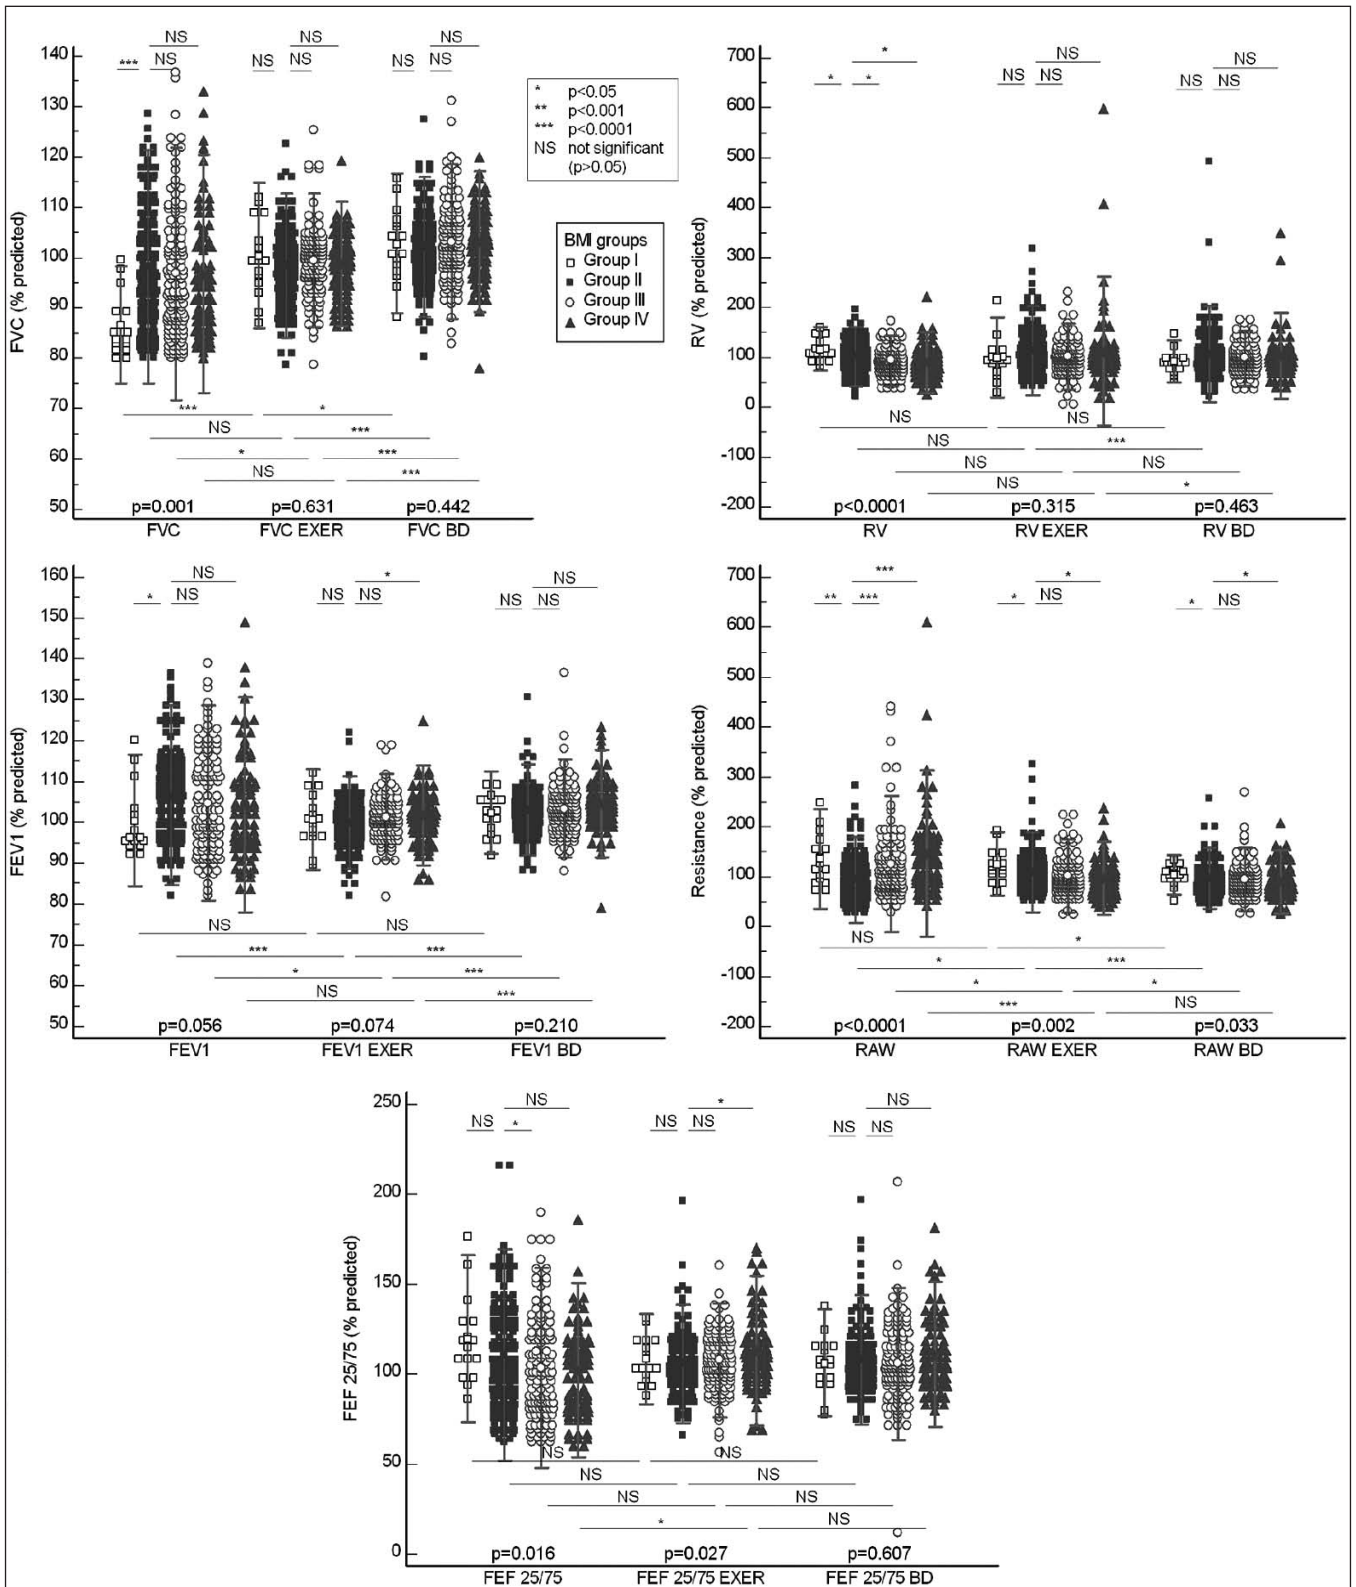 NS
*** NS
NS
NS NS
NS
NS NS
140
130
120
110
100
90
80
70
60
50
FVC (% predicted)
*** *
NS ***
* ***
NS ***
p=0.001 p=0.631 p=0.442
FVC FVC EXER FVC BD
* p<0.05
** p<0.001
*** p<0.0001
NS not significant
(p>0.05)
BMI groups
Group I
Group II
Group III
Group IV
*
* *
NS
NS NS
NS
NS NS
700
600
500
400
300
200
100
0
-100
-200
RV (% predicted)
NS NS
NS ***
NS NS
NS *
p<0.0001 p=0.315 p=0.463
RV RV EXER RV BD
NS
* NS
*
NS NS
NS
NS NS
160
150
140
130
120
110
100
90
80
70
60
50
FEV1 (% predicted)
NS NS
*** ***
* ***
NS ***
p=0.056 p=0.074 p=0.210
FEV1 FEV1 EXER FEV1 BD
***
** ***
*
* NS
*
* NS
700
600
500
400
300
200
100
0
-100
-200
Resistance (% predicted)
NS *
* ***
* *
*** NS
p<0.0001 p=0.002 p=0.033
RAW RAW EXER RAW BD
NS
NS *
*
NS NS
NS
NS NS
250
200
150
100
50
0
FEF 25/75 (% predicted)
NS NS
NS NS
NS NS
* NS
p=0.016 p=0.027 p=0.607
FEF 25/75 FEF 25/75 EXER FEF 25/75 BD